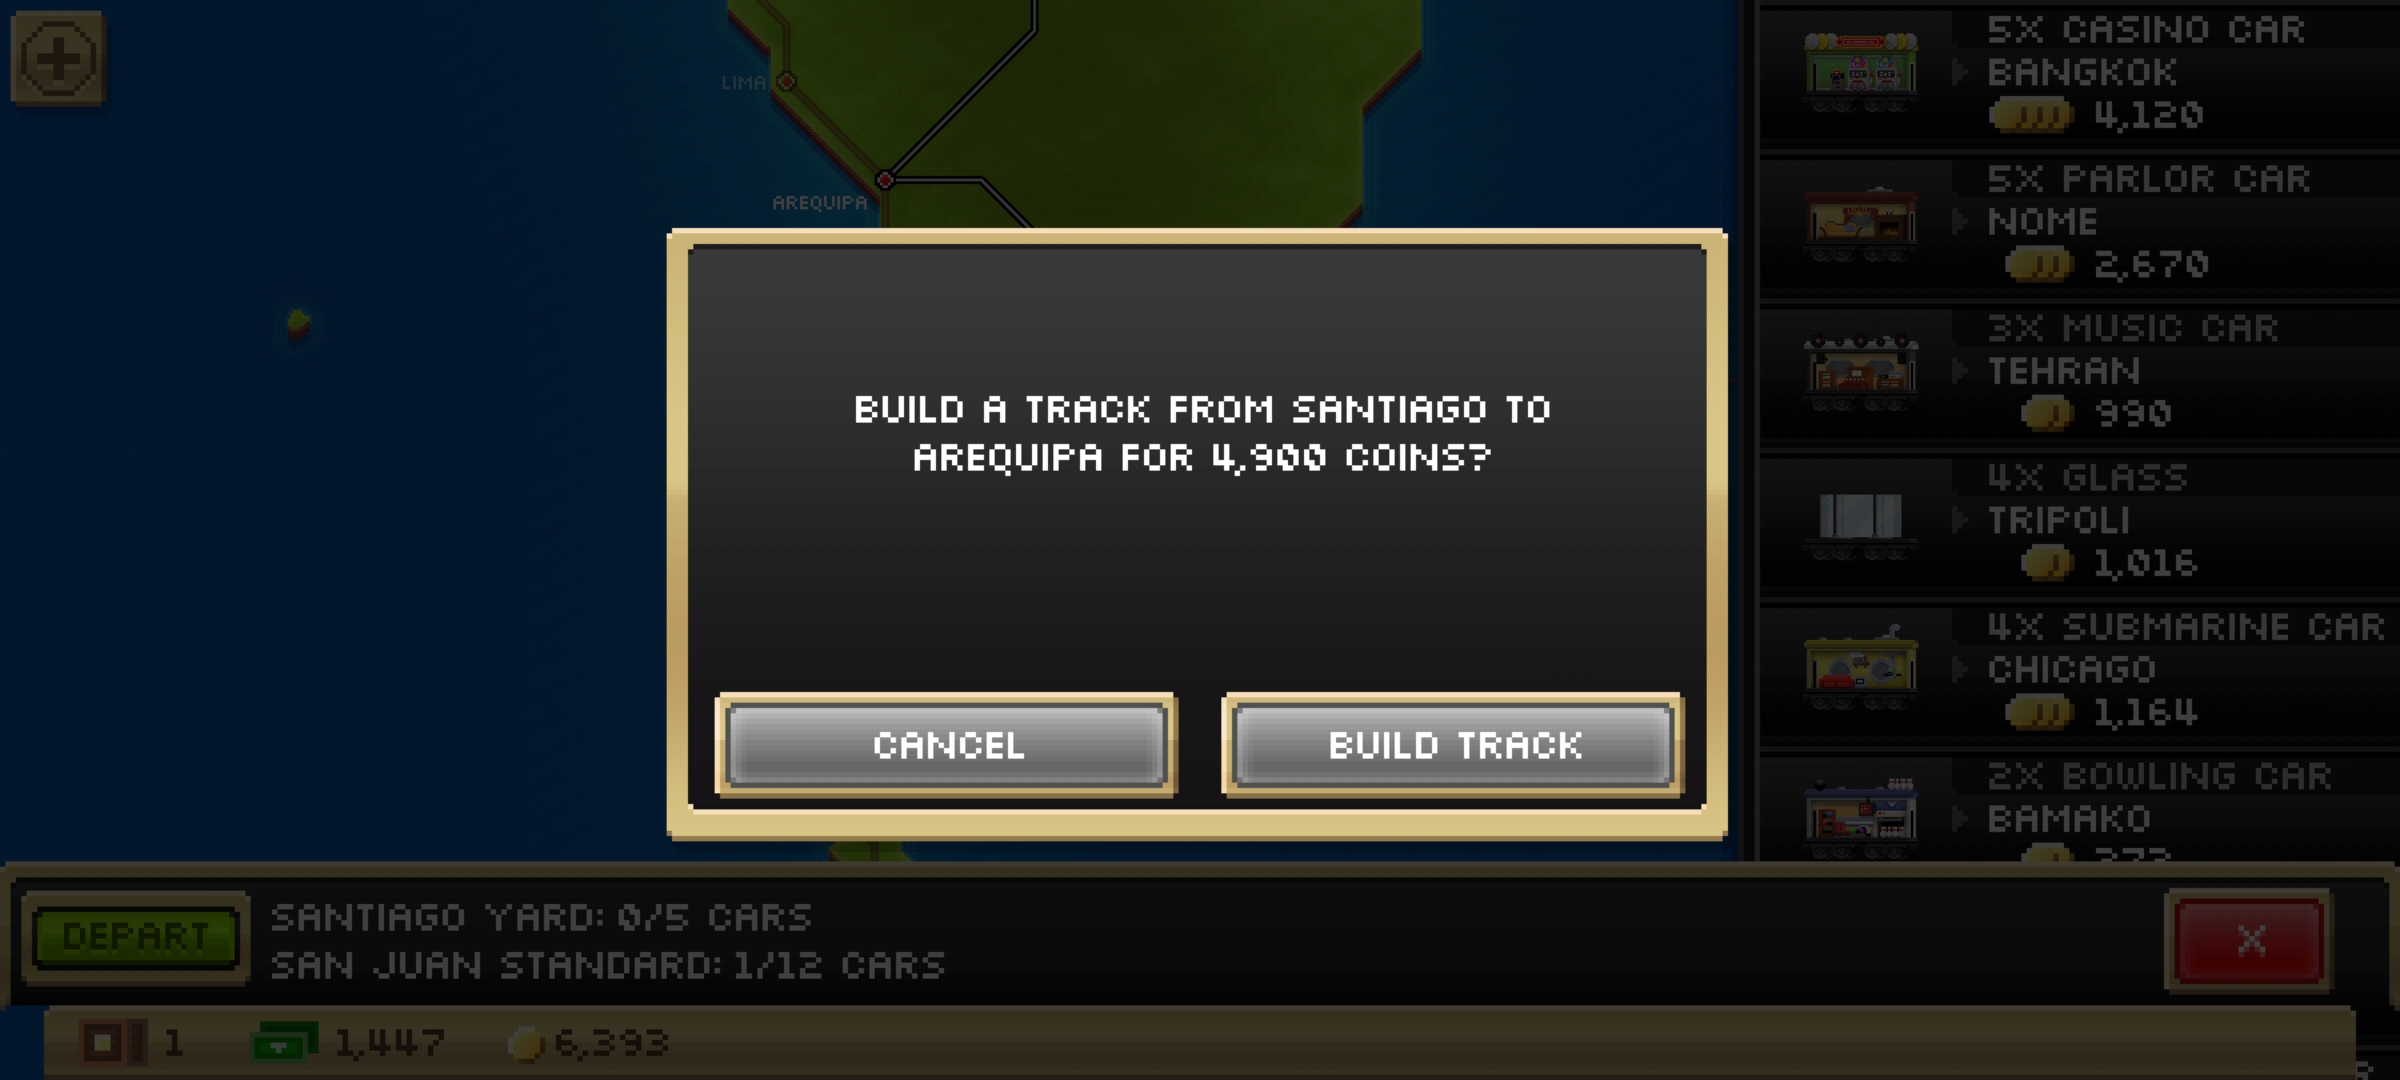 LIMA
AREQUIPA
5X CASINO CAR
BANGKOK
4,120
5X PARLOR CAR
NOME
2,670
3X MUSIC CAR
TEHRAN
990
4X GLASS
TRIPOLI
1,016
4X SUBMARINE CAR
CHICAGO
1,164
2X BOWLING CAR
BAMAKO
BUILD A TRACK FROM SANTIAGO TO
AREQUIPA FOR 4,900 COINS?
CANCEL
BUILD TRACK
DEPART
SANTIAGO YARD: 0/5 CARS
SAN JUAN STANDARD: 1/12 CARS
X
1
1,447
6,393